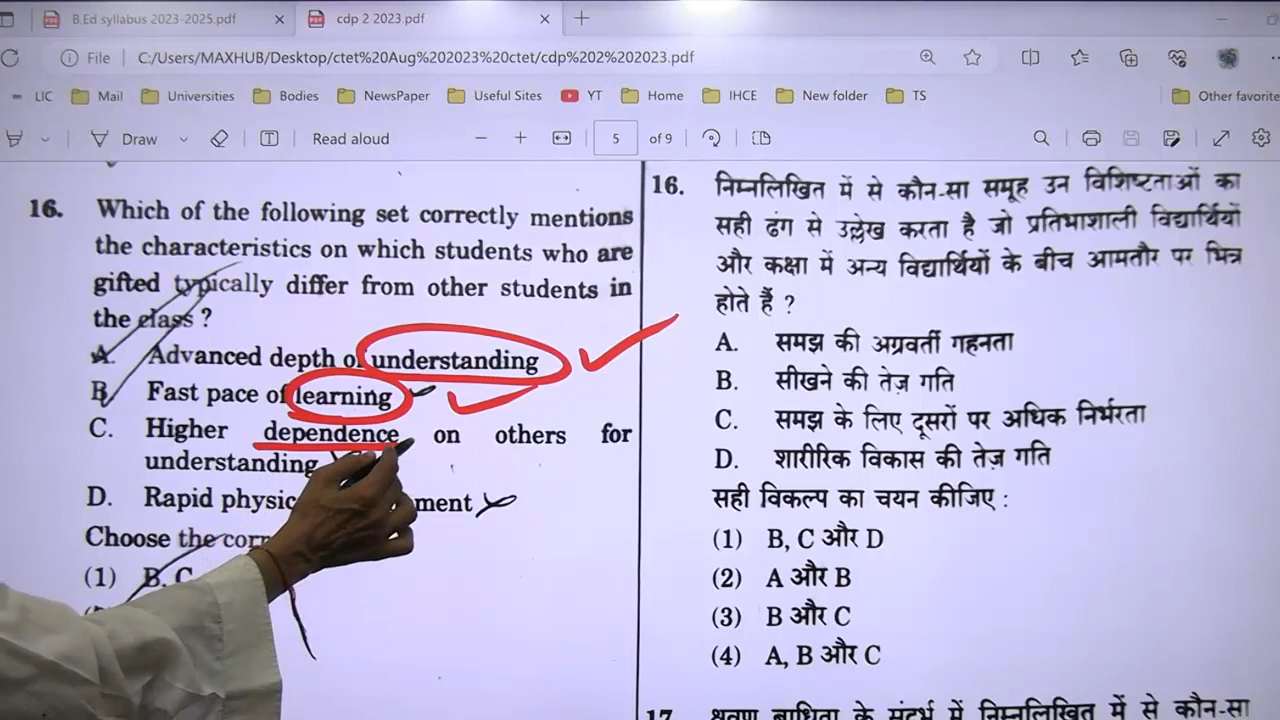 B.Ed syllabus 2023-2025.pdf
cdp 2 2023.pdf
File C:/Users/MAXHUB/Desktop/ctet%20Aug%202023%20ctet/cdp%202%202023.pdf
LIC Mail Universities Bodies NewsPaper Useful Sites YT Home IHCE New folder TS Other favorite
Draw Read aloud 5 of 9
16. Which of the following set correctly mentions
the characteristics on which students who are
gifted typically differ from other students in
the class ?
A. Advanced depth of understanding
B. Fast pace of learning
C. Higher dependence on others for
understanding
D. Rapid
Choose the
(1) B, C
16. निम्नलिखित में से कौन-सा समूह उन विशिष्टताओं का
सही ढंग से उल्लेख करता है जो प्रतिभाशाली विद्यार्थियों
और कक्षा में अन्य विद्यार्थियों के बीच आमतौर पर भिन्न
होते हैं ?
A. समझ की अग्रवर्ती गहनता
B. सीखने की तेज़ गति
C. समझ के लिए दूसरों पर अधिक निर्भरता
D. शारीरिक विकास की तेज़ गति
सही विकल्प का चयन कीजिए :
(1) B, C और D
(2) A और B
(3) B और C
(4) A, B और C
17. श्रवण बाधिता के संदर्भ में निम्नलिखित में से कौन-सा